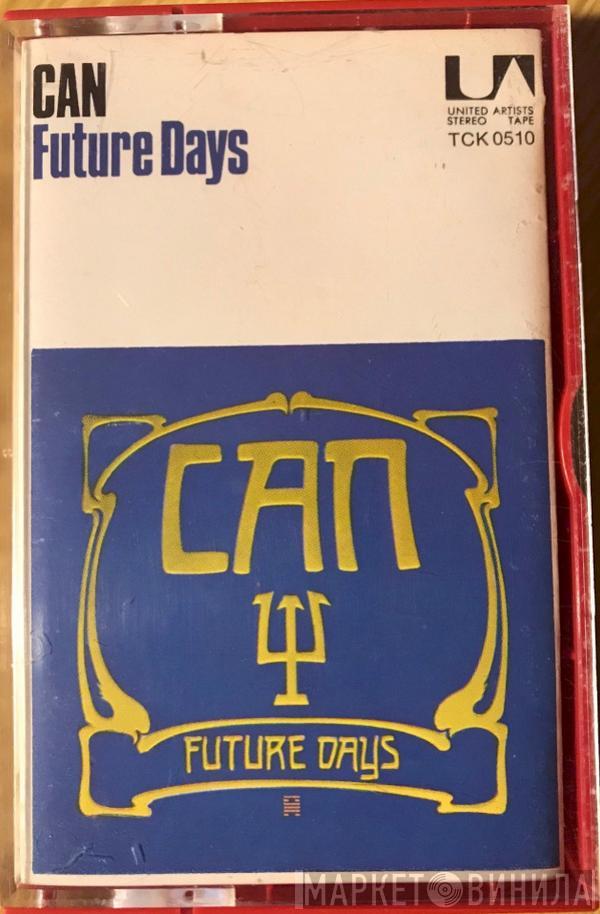 CAN
Future Days
UA
UNITED ARTISTS
STEREO TAPE
TCK 0510
CAN
FUTURE DAYS
МАРКЕТ ВИНИЛА